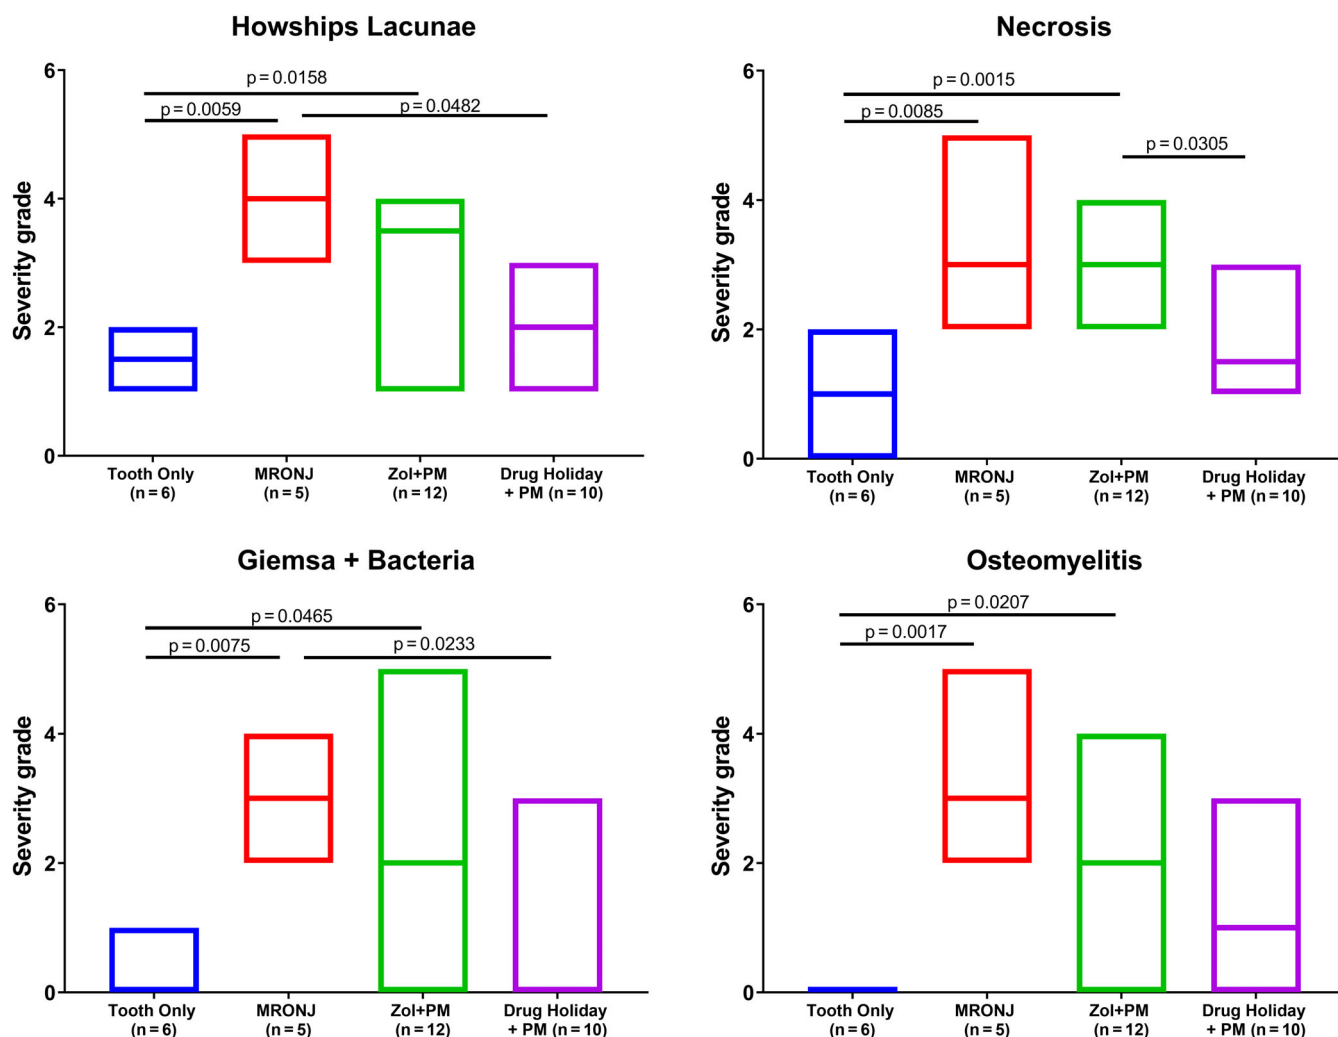 Howships Lacunae
Severity grade
6
4
2
0
p = 0.0158
p = 0.0059
p = 0.0482
Tooth Only
(n = 6)
MRONJ
(n = 5)
Zol+PM
(n = 12)
Drug Holiday
+ PM (n = 10)
Necrosis
Severity grade
6
4
2
0
p = 0.0015
p = 0.0085
p = 0.0305
Tooth Only
(n = 6)
MRONJ
(n = 5)
Zol+PM
(n = 12)
Drug Holiday
+ PM (n = 10)
Giemsa + Bacteria
Severity grade
6
4
2
0
p = 0.0465
p = 0.0075
p = 0.0233
Tooth Only
(n = 6)
MRONJ
(n = 5)
Zol+PM
(n = 12)
Drug Holiday
+ PM (n = 10)
Osteomyelitis
Severity grade
6
4
2
0
p = 0.0207
p = 0.0017
Tooth Only
(n = 6)
MRONJ
(n = 5)
Zol+PM
(n = 12)
Drug Holiday
+ PM (n = 10)